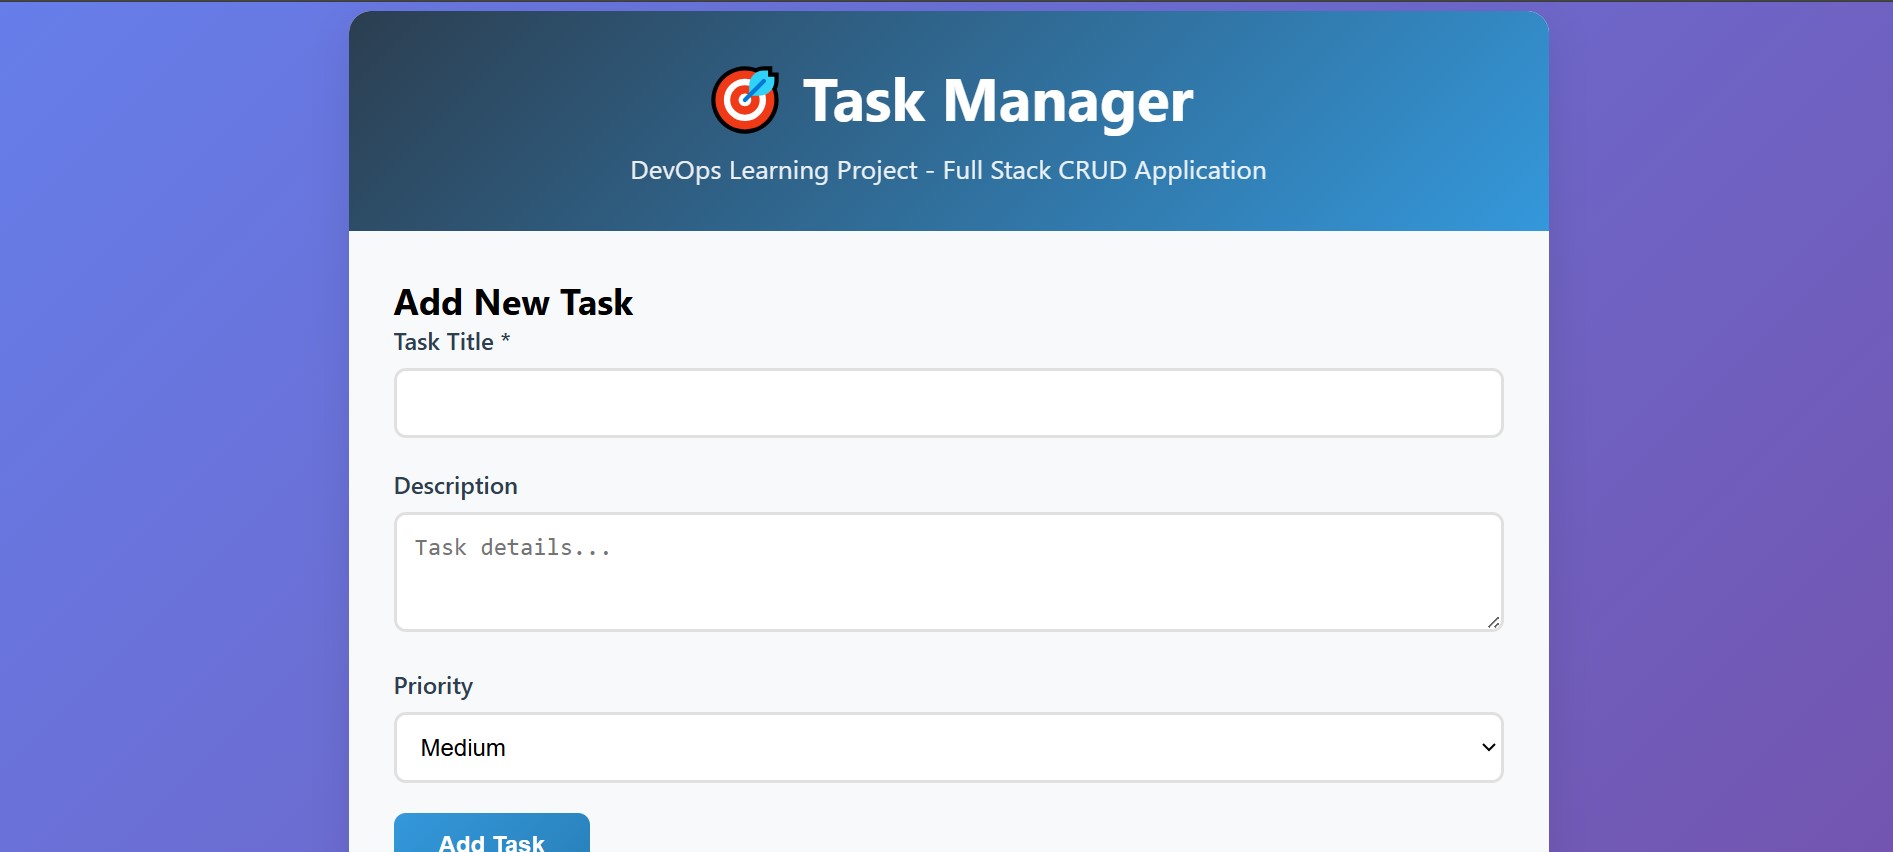 Task Manager
DevOps Learning Project - Full Stack CRUD Application
Add New Task
Task Title *
Description
Task details...
Priority
Medium
Add Task